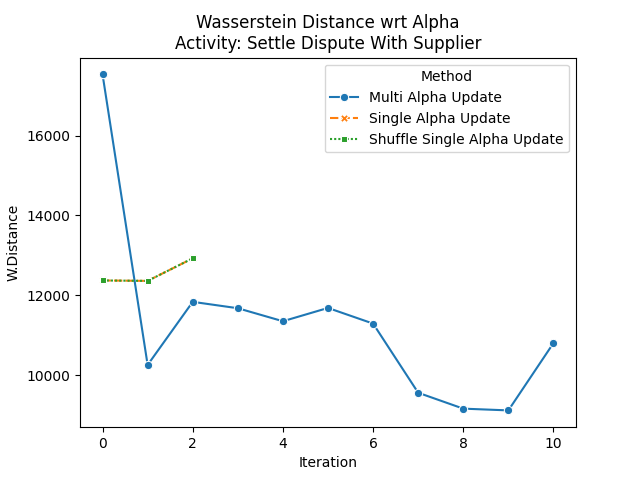 Wasserstein Distance wrt Alpha
Activity: Settle Dispute With Supplier
Method
Multi Alpha Update
Single Alpha Update
Shuffle Single Alpha Update
W.Distance
16000
14000
12000
10000
0 2 4 6 8 10
Iteration